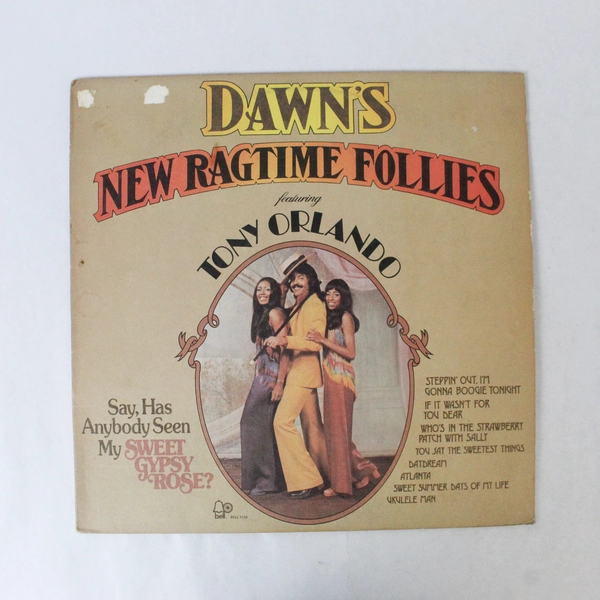 DAWN'S
NEW RAGTIME FOLLIES
featuring
TONY ORLANDO
Say, Has
Anybody Seen
My SWEET
GYPSY
ROSE?
STEPPIN' OUT, I'M
GONNA BOOGIE TONIGHT
IF IT WASN'T FOR
YOU DEAR
WHO'S IN THE STRAWBERRY
PATCH WITH SALLY
YOU SAY THE SWEETEST THINGS
DAYDREAM
ATLANTA
SWEET SUMMER DAYS OF MY LIFE
UKULELE MAN
bell